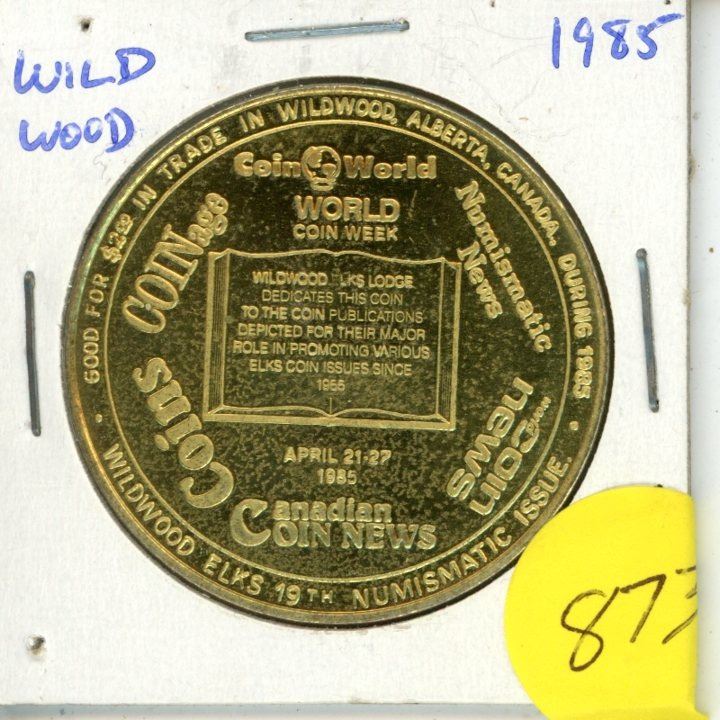 WILD
WOOD
1985
GOOD FOR $2.00 IN TRADE IN WILDWOOD, ALBERTA, CANADA, DURING 1985
Coin World
WORLD
COIN WEEK
COINage
Numismatic
News
WILDWOOD ELKS LODGE
DEDICATES THIS COIN
TO THE COIN PUBLICATIONS
DEPICTED FOR THEIR MAJOR
ROLE IN PROMOTING VARIOUS
ELKS COIN ISSUES SINCE
1966
Coins
Coin
news
APRIL 21-27
1985
Canadian
COIN NEWS
WILDWOOD ELKS 19TH NUMISMATIC ISSUE.
873